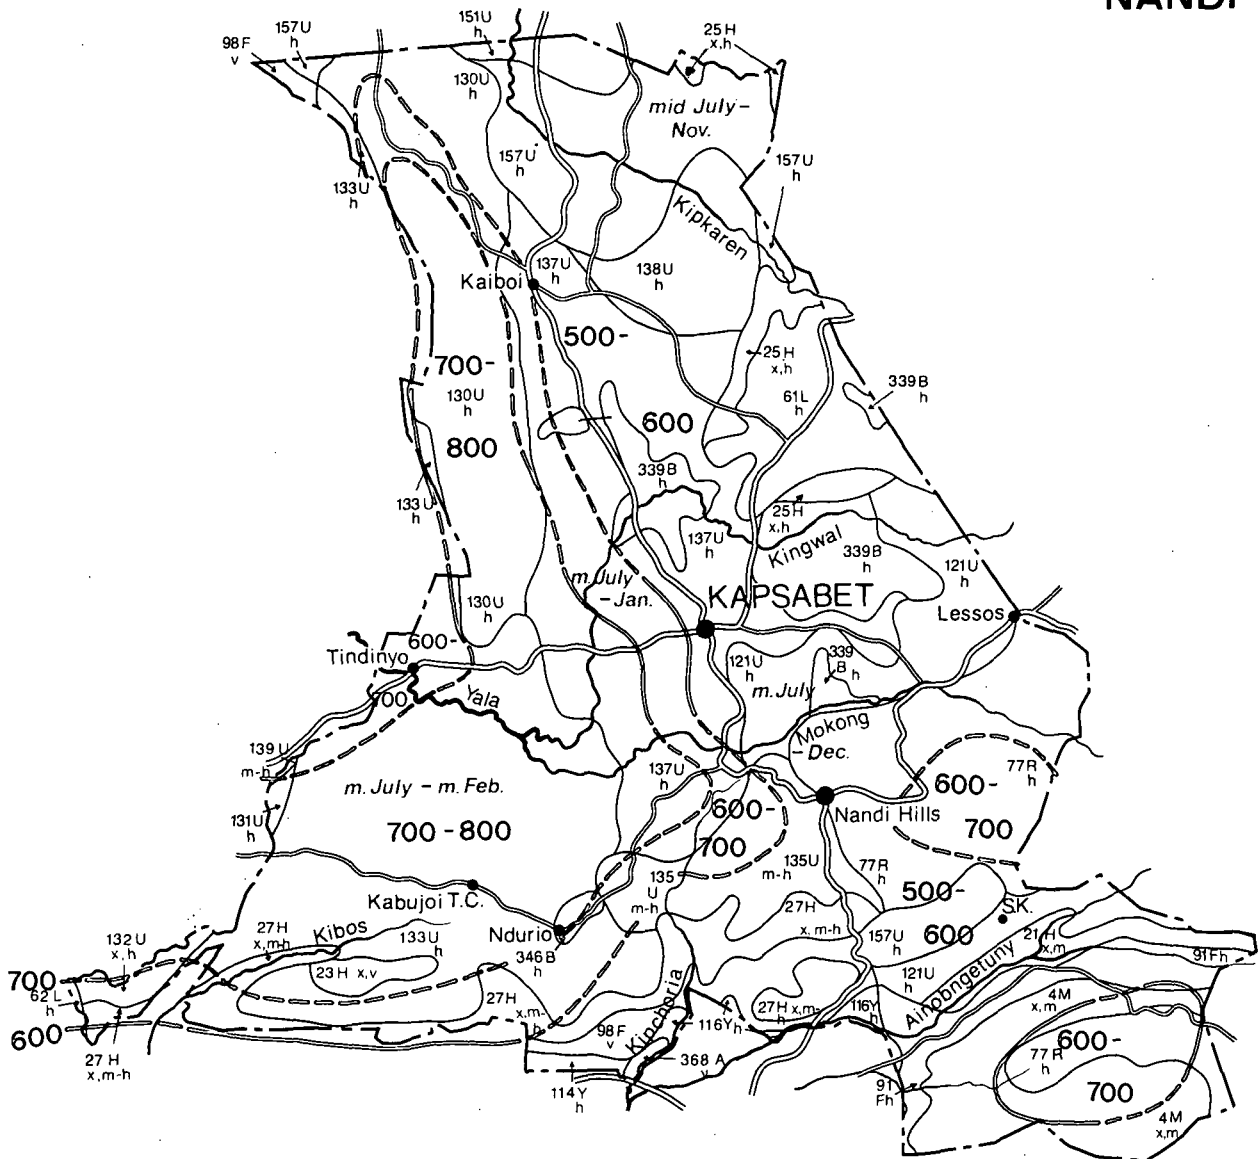 NANDI
157U
h
151U
h
25H
x,h
98F
v
130U
h
mid July –
Nov.
157U
h
157U
h
133U
h
Kipkaren
137U
h
138U
h
Kaiboi
500-
700-
25H
x,h
130U
h
61L
h
339B
h
600
800
339B
h
133U
h
25H
x,h
137U
h
Kingwal
339B
h
121U
h
m. July
– Jan.
KAPSABET
130U
h
Lessos
600-
Tindinyo
121U
h
339
B h
m. July
700
Yala
Mokong
– Dec.
139U
m-h
137U
h
77R
h
m. July – m. Feb.
600-
600-
Nandi Hills
131U
h
700-800
700
700
135U
m-h
77R
h
135
U
m-h
500-
Kabujoi T.C.
27H
x, m-h
S.K.
Kibos
27H
x,m-h
133U
h
Ndurio
157U
h
600
21H
x,m
132U
x,h
346B
h
91Fh
23H x,v
121U
h
700
62L
h
27H
x,m-
h
Kipchoria
27H
h x,m-
116Y
h
Ainobngetuny
4M
x,m
600
98F
v
116Y
h
600-
27H
x,m-h
368 A
v
77R
h
114Y
h
91
Fh
700
4M
x,m